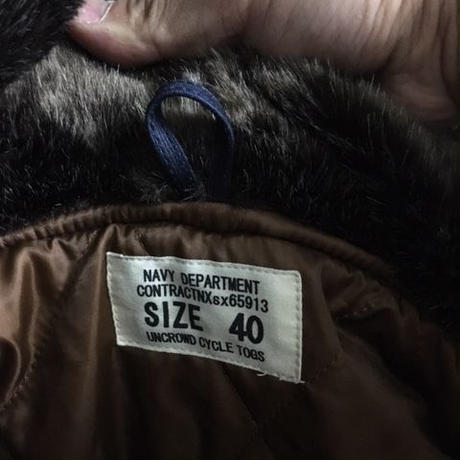 NAVY DEPARTMENT
CONTRACTNXsx65913
SIZE 40
UNCROWD CYCLE TOGS